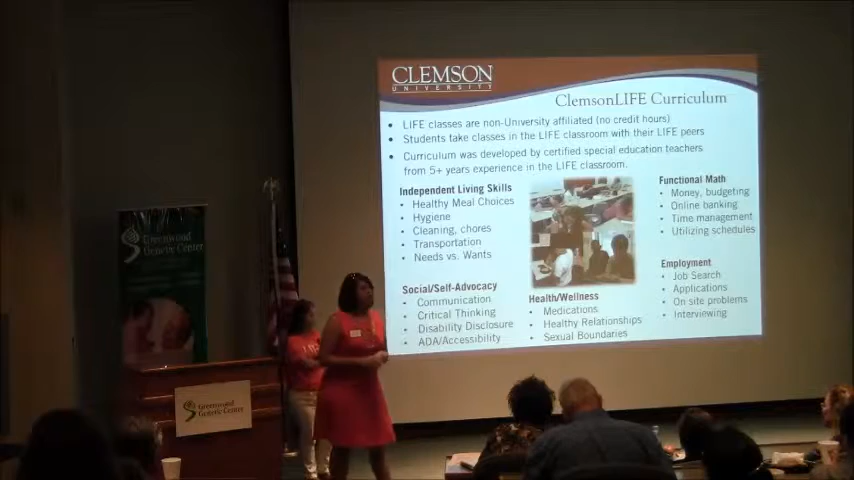 CLEMSON
UNIVERSITY
ClemsonLIFE Curriculum
• LIFE classes are non-University affiliated (no credit hours)
• Students take classes in the LIFE classroom with their LIFE peers
• Curriculum was developed by certified special education teachers
from 5+ years experience in the LIFE classroom.
Independent Living Skills
• Healthy Meal Choices
• Hygiene
• Cleaning, chores
• Transportation
• Needs vs. Wants
Social/Self-Advocacy
• Communication
• Critical Thinking
• Disability Disclosure
• ADA/Accessibility
Health/Wellness
• Medications
• Healthy Relationships
• Sexual Boundaries
Functional Math
• Money, budgeting
• Online banking
• Time management
• Utilizing schedules
Employment
• Job Search
• Applications
• On site problems
• Interviewing
Greenwood
Genetic Center
Greenwood
Genetic Center